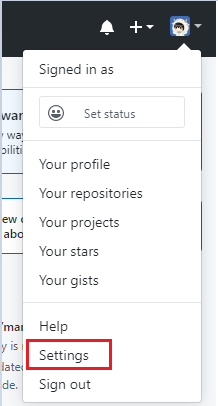 Signed in as
Set status
Your profile
Your repositories
Your projects
Your stars
Your gists
Help
Settings
Sign out